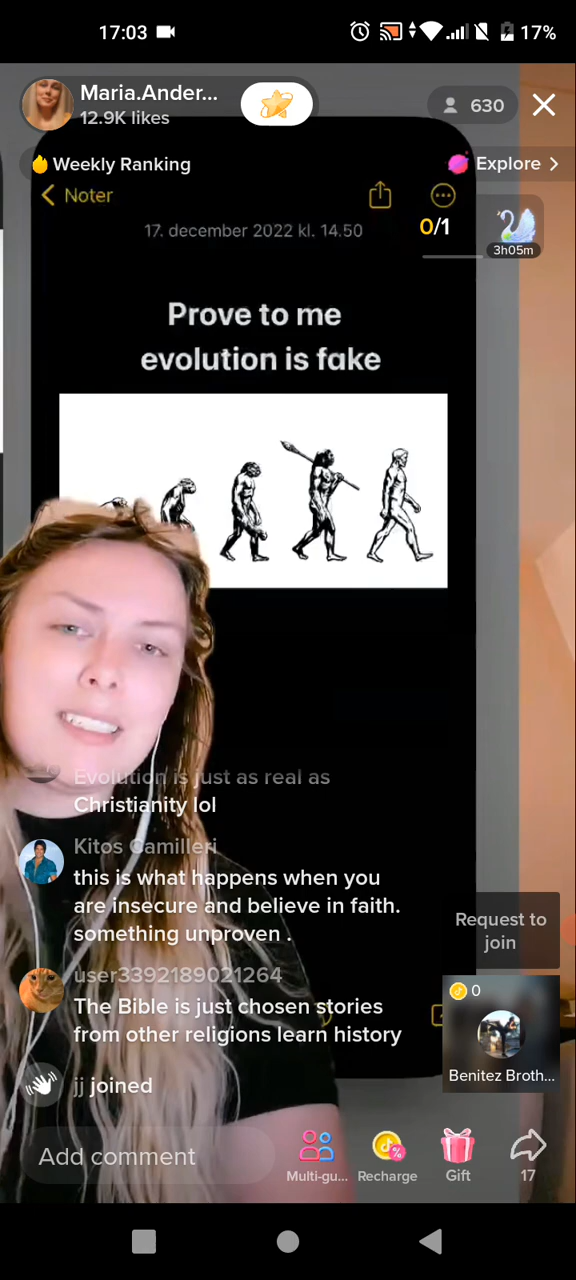 17:03
17%
Maria.Ander...
12.9K likes
630
Weekly Ranking
Explore >
Noter
17. december 2022 kl. 14.50
0/1
3h05m
Prove to me
evolution is fake
Evolution is just as real as
Christianity lol
Kitos Camilleri
this is what happens when you
are insecure and believe in faith.
something unproven .
user3392189021264
The Bible is just chosen stories
from other religions learn history
jj joined
Request to
join
0
Benitez Broth...
Add comment
Multi-gu...
Recharge
Gift
17